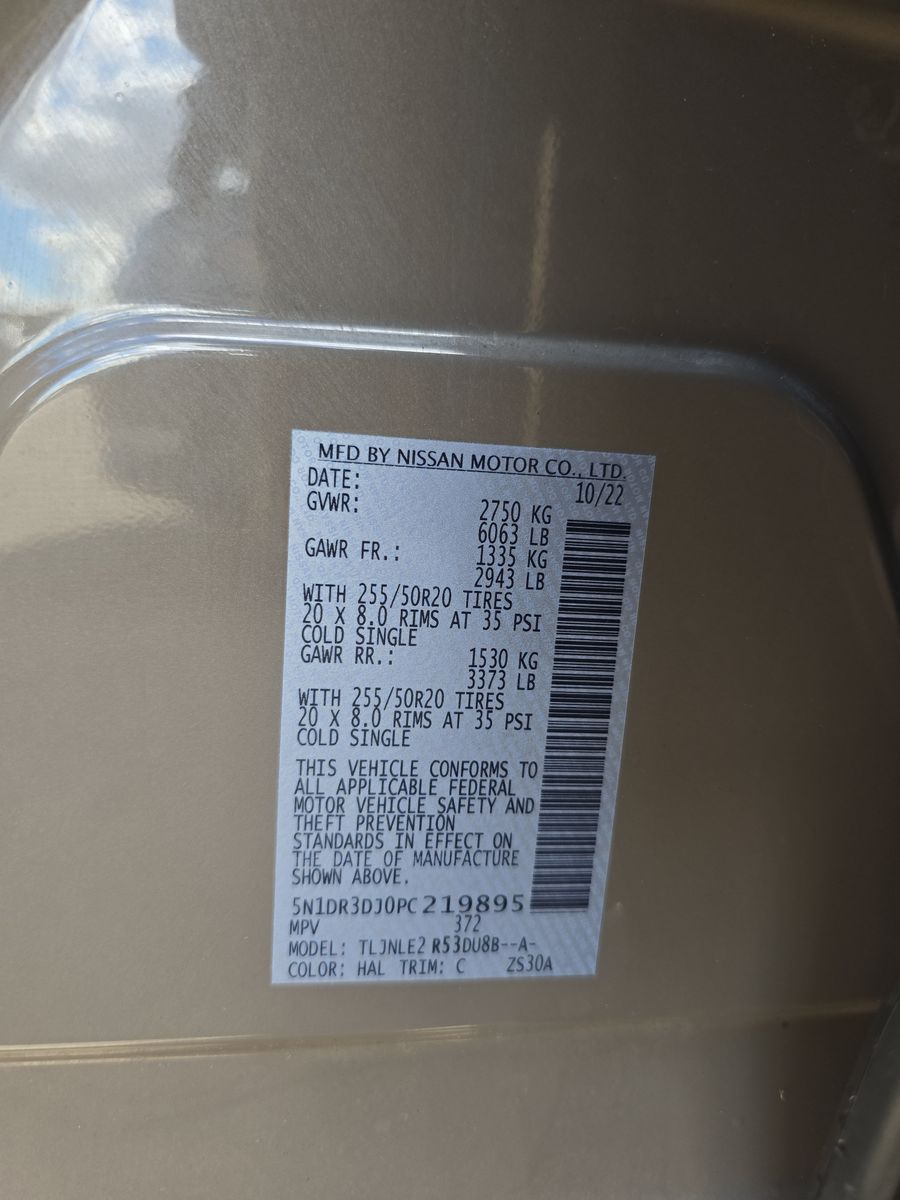 MFD BY NISSAN MOTOR CO., LTD.
DATE: 10/22
GVWR: 2750 KG
6063 LB
GAWR FR.: 1335 KG
2943 LB
WITH 255/50R20 TIRES
20 X 8.0 RIMS AT 35 PSI
COLD SINGLE
GAWR RR.: 1530 KG
3373 LB
WITH 255/50R20 TIRES
20 X 8.0 RIMS AT 35 PSI
COLD SINGLE
THIS VEHICLE CONFORMS TO
ALL APPLICABLE FEDERAL
MOTOR VEHICLE SAFETY AND
THEFT PREVENTION
STANDARDS IN EFFECT ON
THE DATE OF MANUFACTURE
SHOWN ABOVE.
5N1DR3DJ0PC219895
MPV 372
MODEL: TLJNLE2 R53DU8B--A-
COLOR: HAL TRIM: C ZS30A